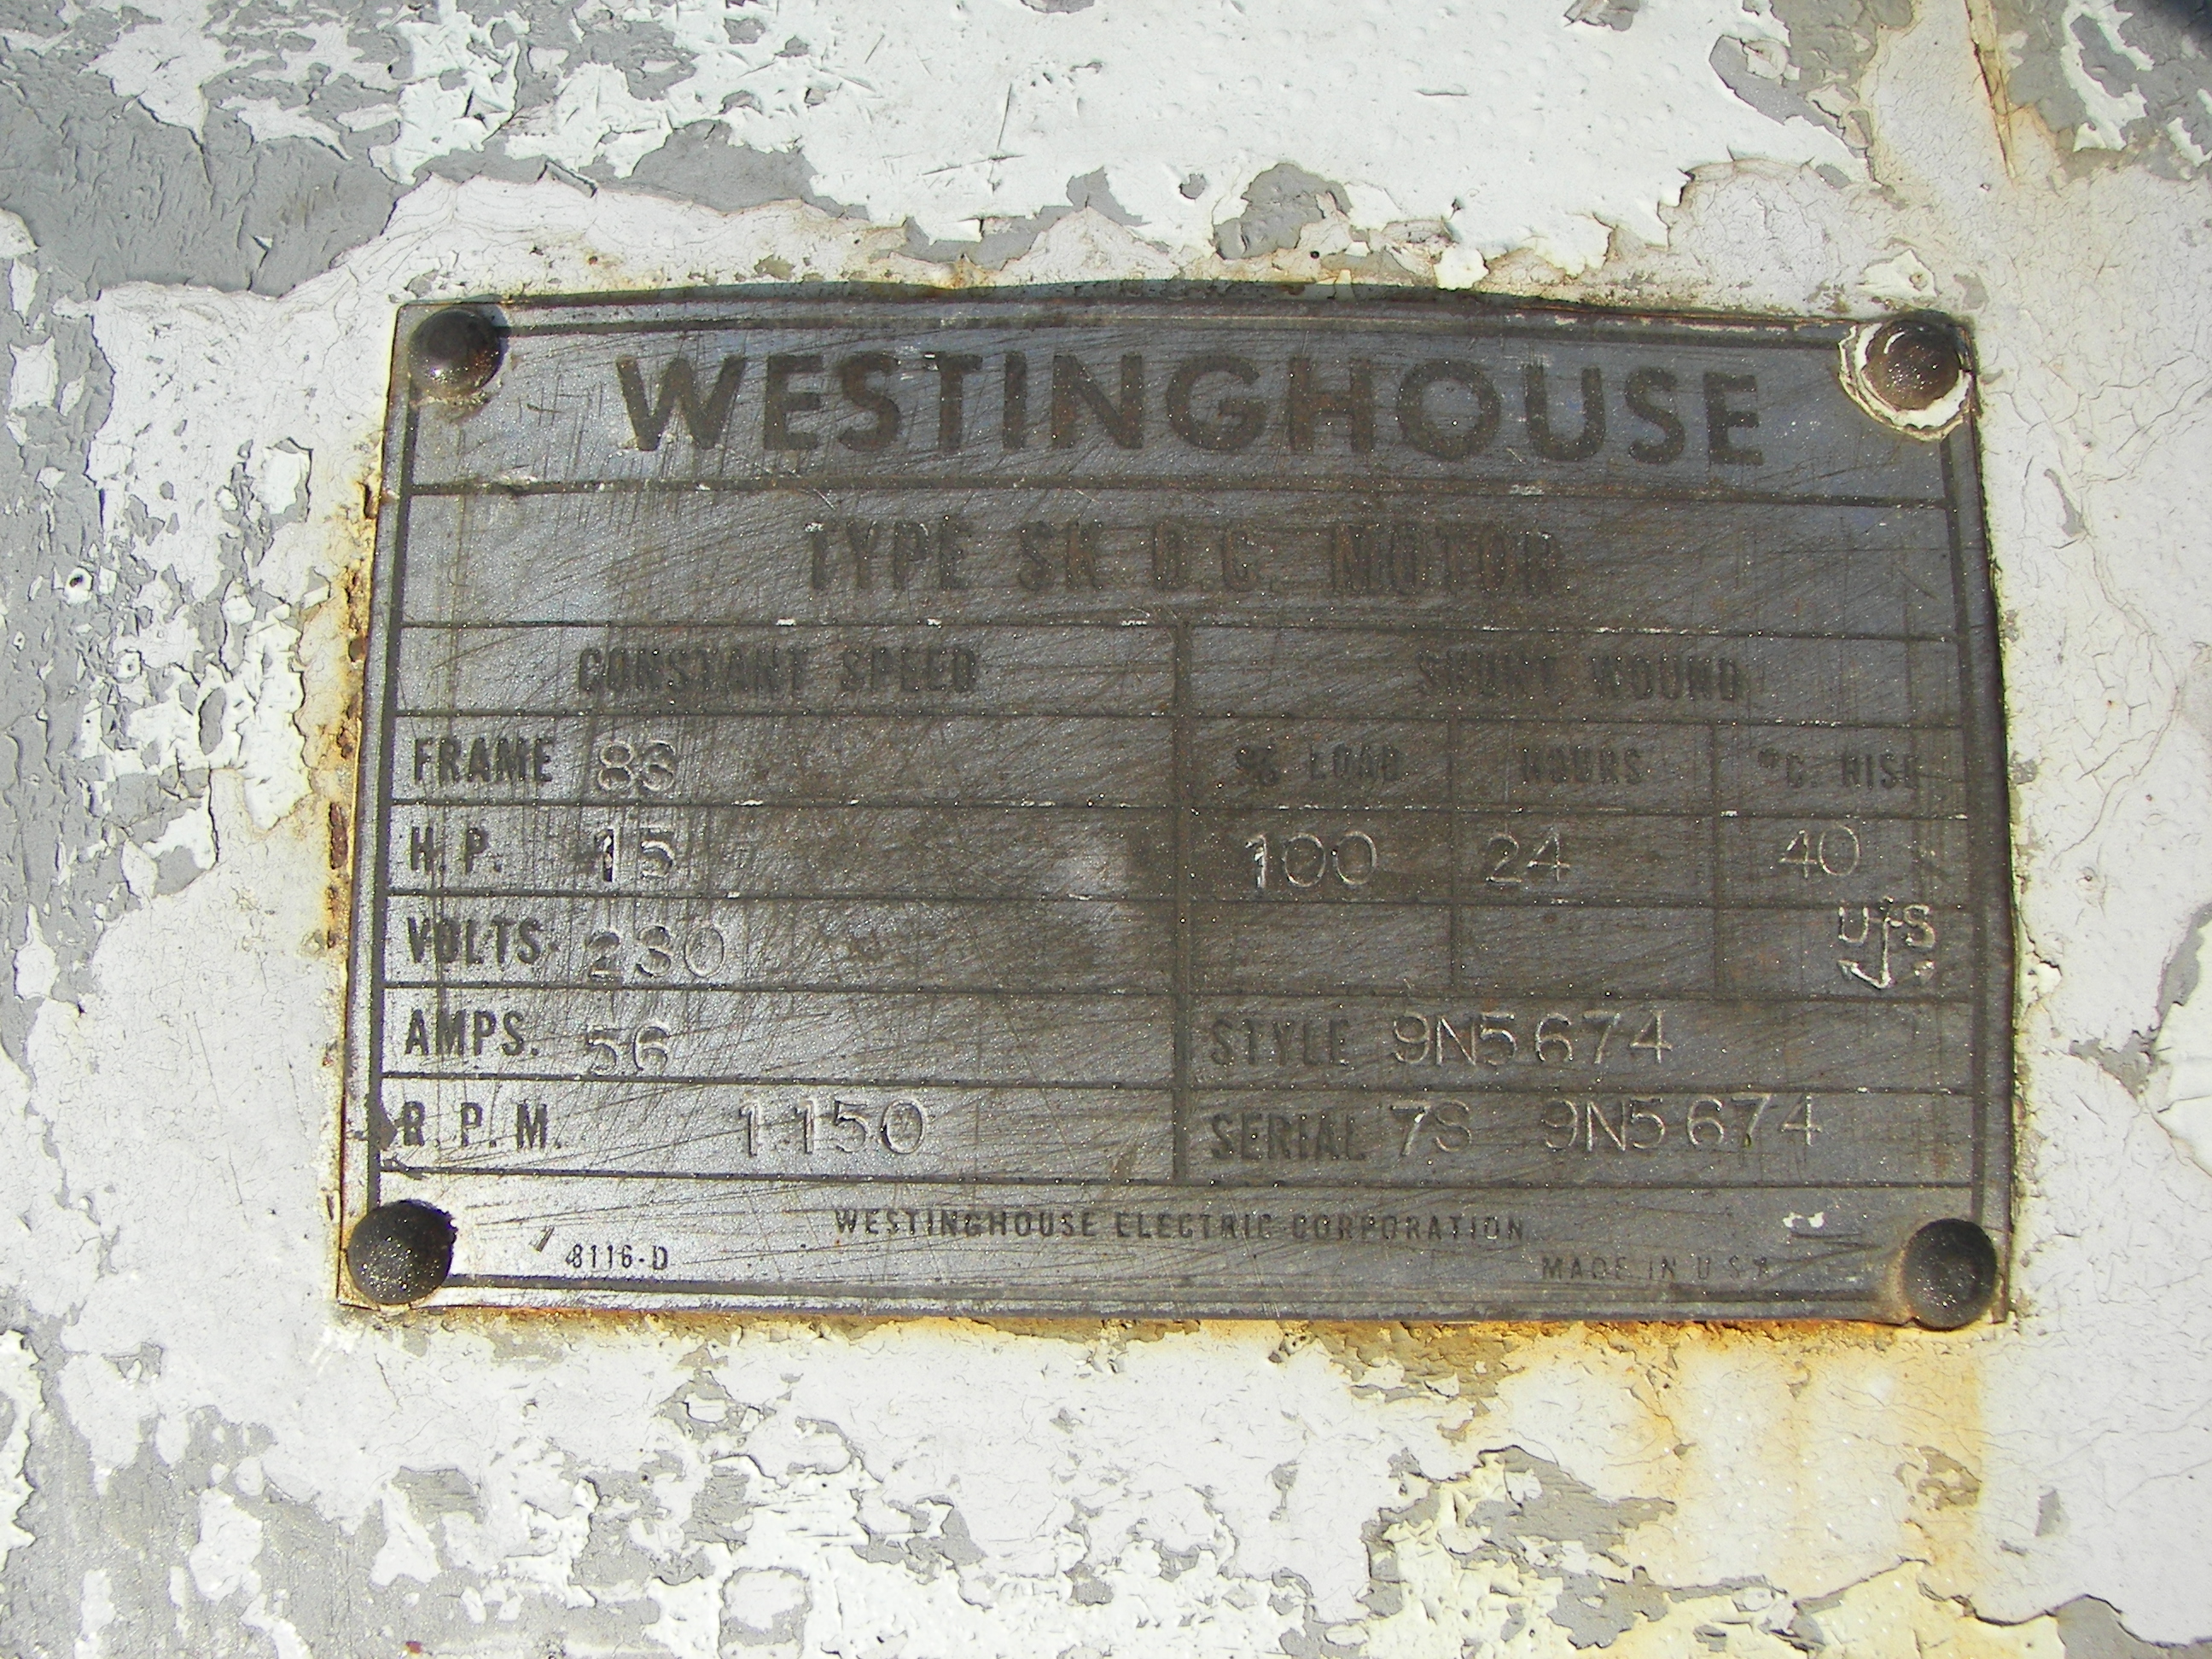 WESTINGHOUSE
TYPE SK D.C. MOTOR
CONSTANT SPEED SHUNT WOUND
FRAME 83 % LOAD HOURS °C. RISE
H.P. 15 100 24 40
VOLTS 230 U S
AMPS. 56 STYLE 9N5674
R.P.M. 1150 SERIAL 7S 9N5674
WESTINGHOUSE ELECTRIC CORPORATION
8116-D MADE IN U S A